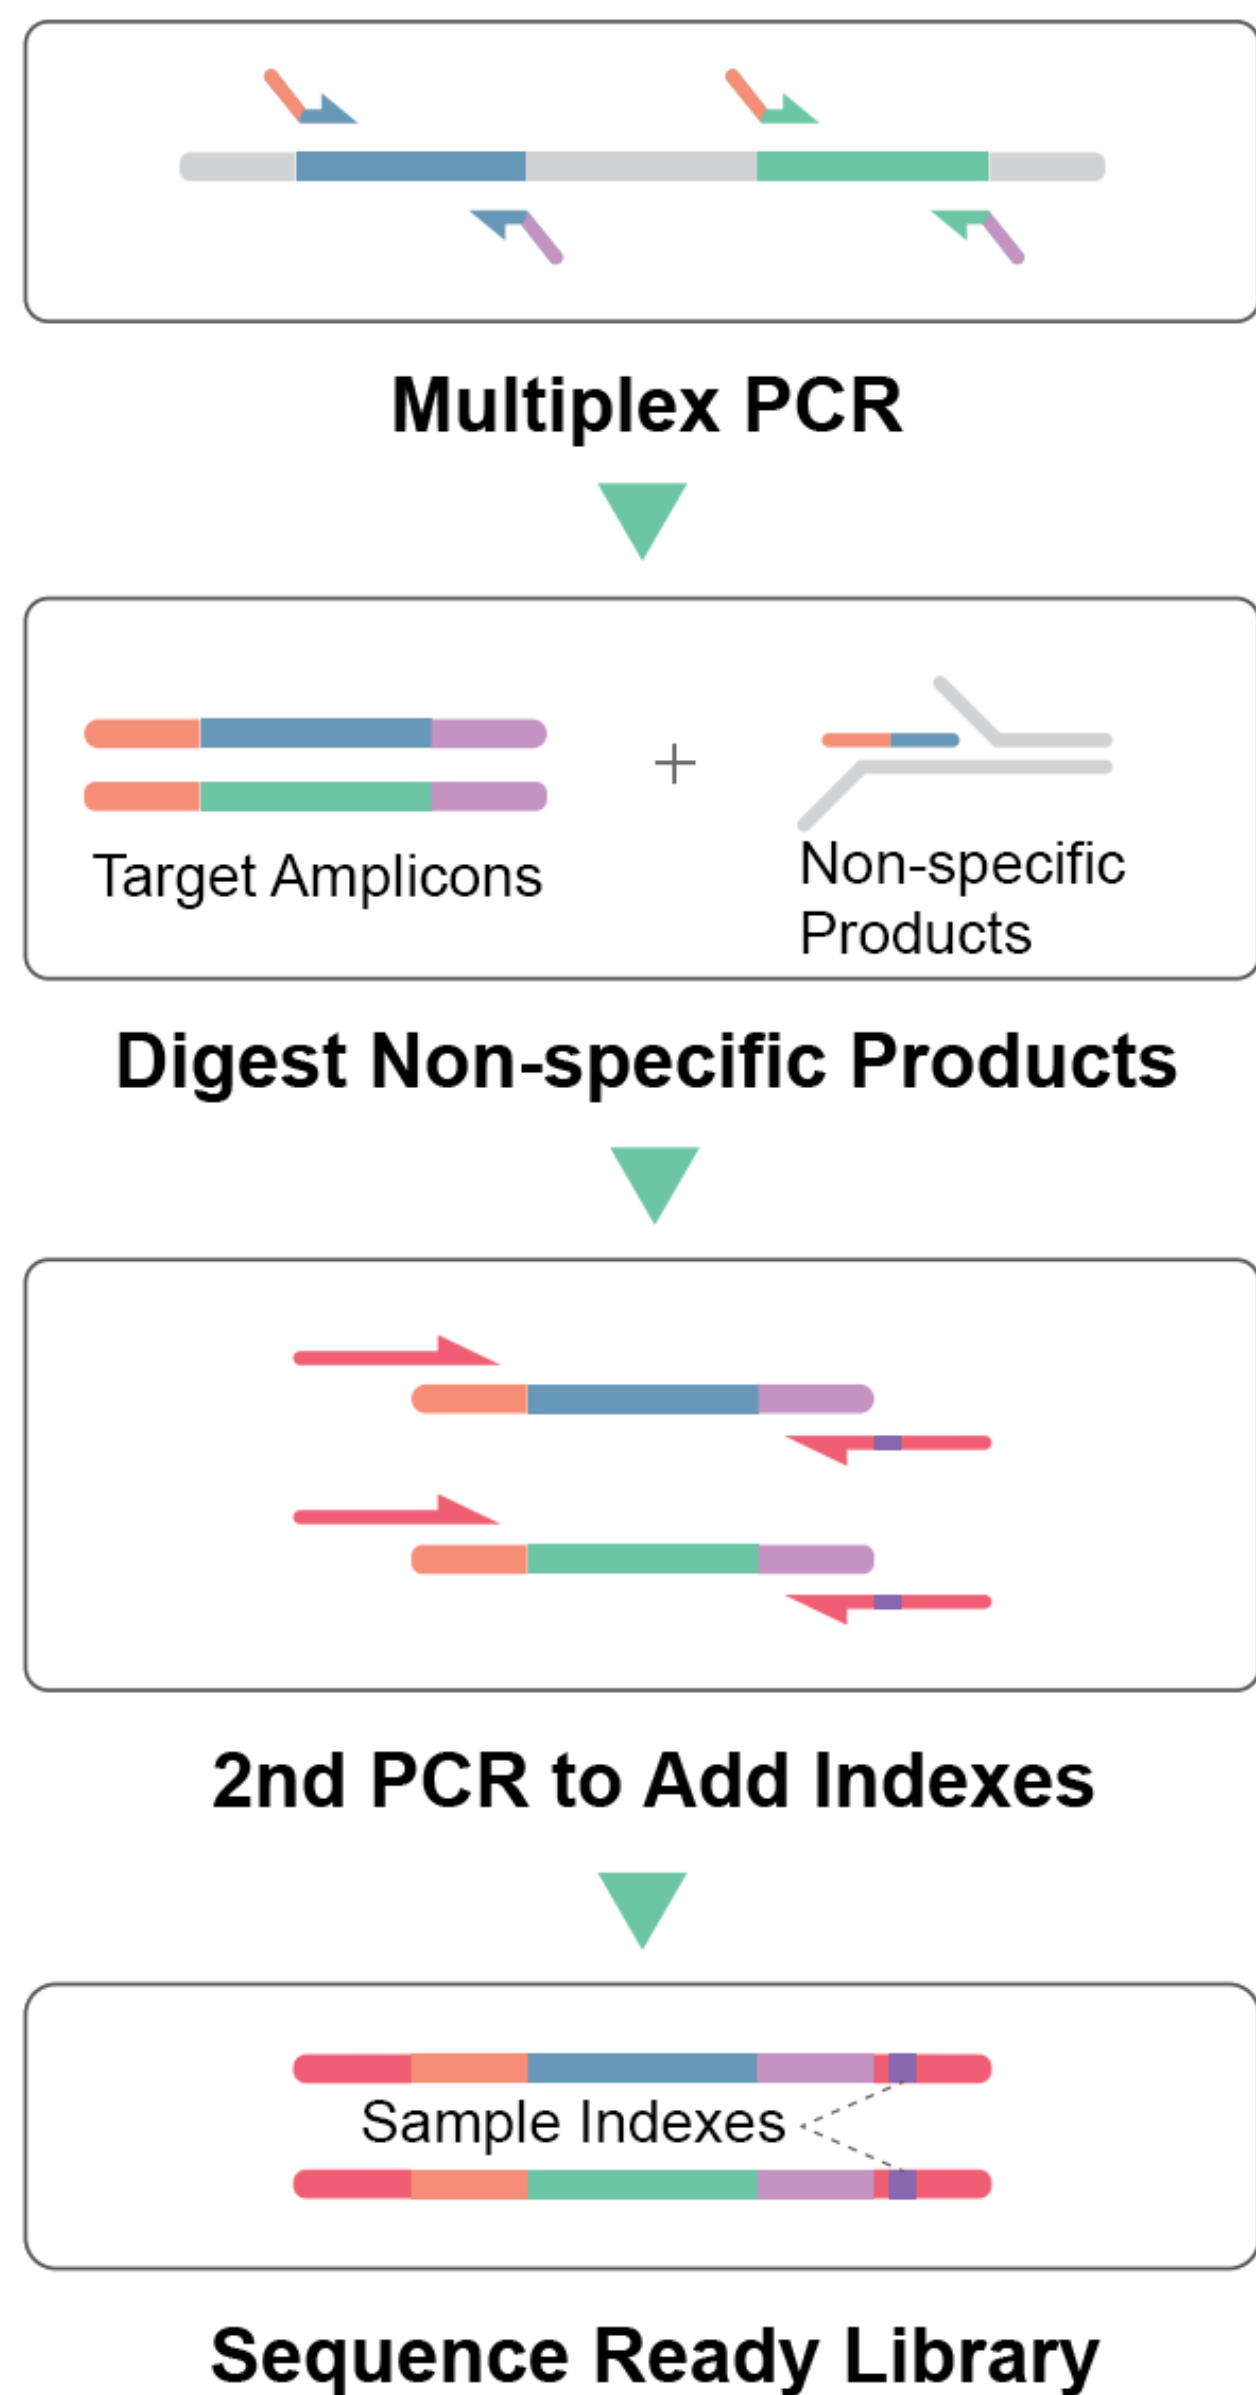 Multiplex PCR
Target Amplicons
+
Non-specific
Products
Digest Non-specific Products
2nd PCR to Add Indexes
Sample Indexes
Sequence Ready Library